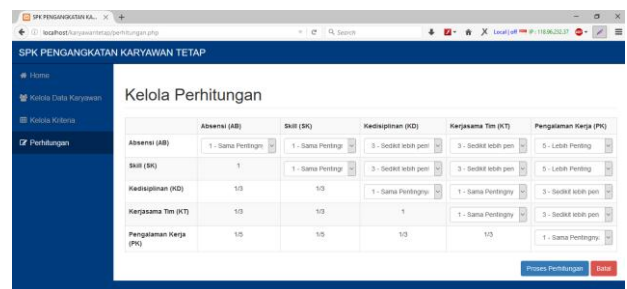 SPK PENGANGKATAN KA...
localhost/karyawantetap/perhitungan.php
Search
SPK PENGANGKATAN KARYAWAN TETAP
Home
Kelola Data Karyawan
Kelola Kriteria
Perhitungan
Kelola Perhitungan
Absensi (AB) Skill (SK) Kedisiplinan (KD) Kerjasama Tim (KT) Pengalaman Kerja (PK)
Absensi (AB) 1 - Sama Pentingny 1 - Sama Pentingr 3 - Sedikit lebih pent 3 - Sedikit lebih pen 5 - Lebih Penting
Skill (SK) 1 1 - Sama Pentingr 3 - Sedikit lebih pent 3 - Sedikit lebih pen 5 - Lebih Penting
Kedisiplinan (KD) 1/3 1/3 1 - Sama Pentingny 1 - Sama Pentingny 3 - Sedikit lebih pen
Kerjasama Tim (KT) 1/3 1/3 1 1 - Sama Pentingny 3 - Sedikit lebih pen
Pengalaman Kerja (PK) 1/5 1/5 1/3 1/3 1 - Sama Pentingny
Proses Perhitungan Batal